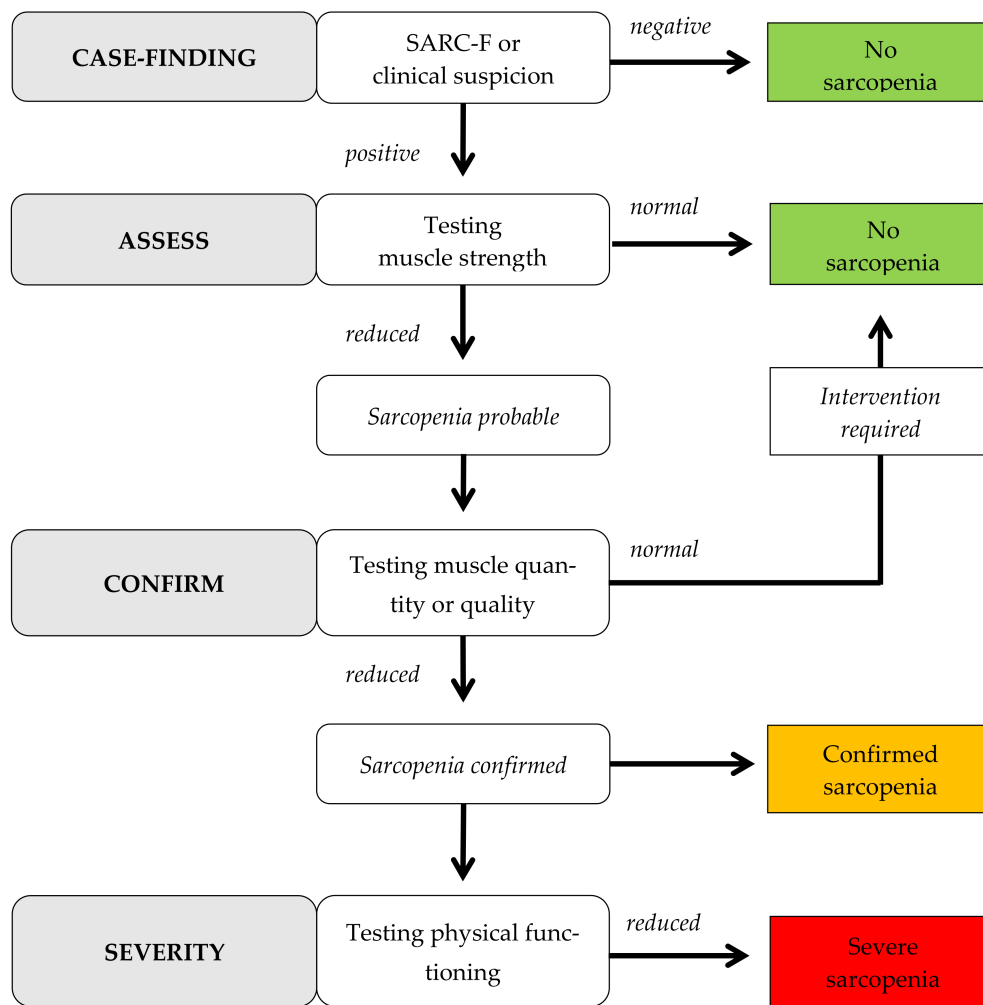 CASE-FINDING
SARC-F or
clinical suspicion
negative
No
sarcopenia
positive
ASSESS
Testing
muscle strength
normal
No
sarcopenia
reduced
Sarcopenia probable
Intervention
required
CONFIRM
Testing muscle quan-
tity or quality
normal
reduced
Sarcopenia confirmed
Confirmed
sarcopenia
SEVERITY
Testing physical func-
tioning
reduced
Severe
sarcopenia